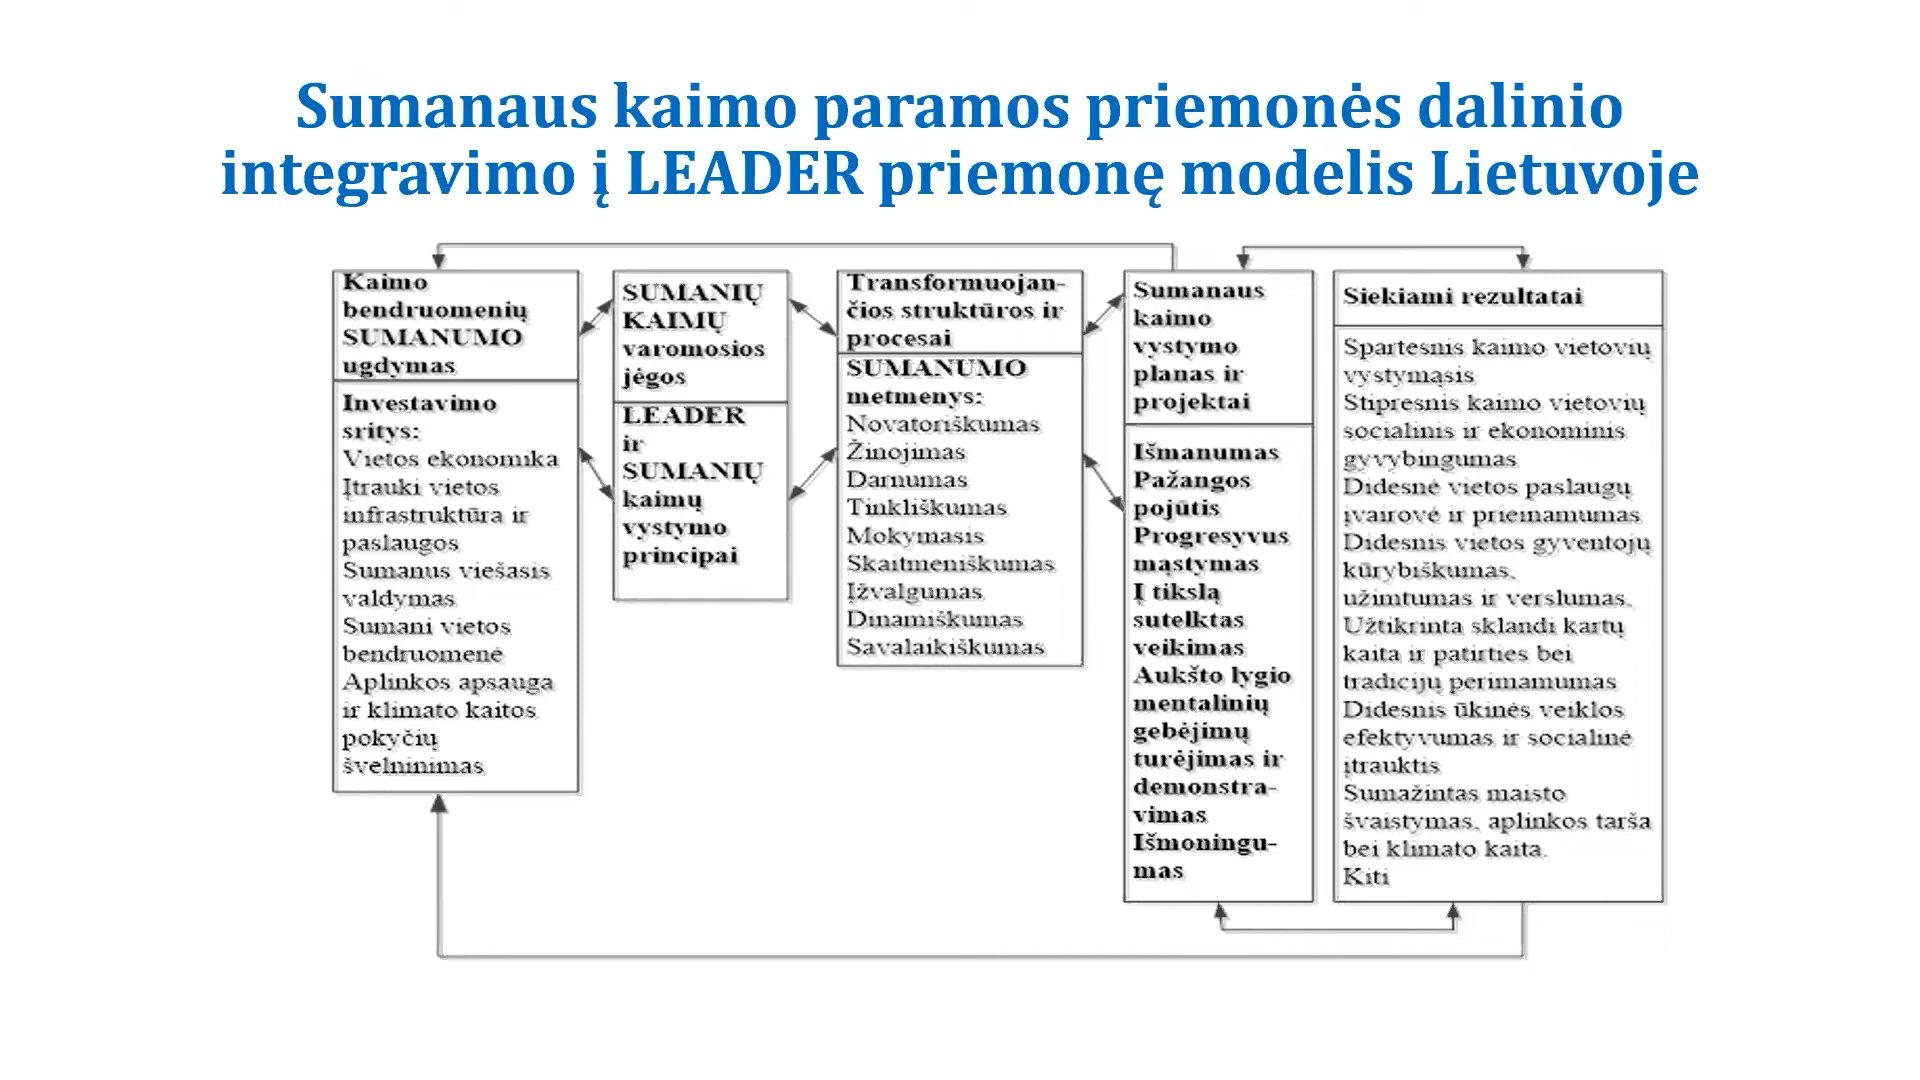 Sumanaus kaimo paramos priemonės dalinio
integravimo į LEADER priemonę modelis Lietuvoje
Kaimo
bendruomenių
SUMANUMO
ugdymas
Investavimo
sritys:
Vietos ekonomika
Įtrauki vietos
infrastruktūra ir
paslaugos
Sumanus viešasis
valdymas
Sumani vietos
bendruomenė
Aplinkos apsauga
ir klimato kaitos
pokyčių
švelninimas
SUMANIŲ
KAIMŲ
varomosios
jėgos
LEADER
ir
SUMANIŲ
kaimų
vystymo
principai
Transformuojan-
čios struktūros ir
procesai
SUMANUMO
metmenys:
Novatoriškumas
Žinojimas
Darnumas
Tinkliškumas
Mokymasis
Skaitmeniškumas
Įžvalgumas
Dinamiškumas
Savalaikiškumas
Sumanaus
kaimo
vystymo
planas ir
projektai
Išmanumas
Pažangos
pojūtis
Progresyvus
mąstymas
Į tikslą
sutelktas
veikimas
Aukšto lygio
mentalinių
gebėjimų
turėjimas ir
demonstra-
vimas
Išmoningu-
mas
Siekiami rezultatai
Spartesnis kaimo vietovių
vystymąsis
Stipresnis kaimo vietovių
socialinis ir ekonominis
gyvybingumas
Didesnė vietos paslaugų
įvairovė ir prieinamumas
Didesnis vietos gyventojų
kūrybiškumas,
užimtumas ir verslumas,
Užtikrinta sklandi kartų
kaita ir patirties bei
tradicijų perimamumas
Didesnis ūkinės veiklos
efektyvumas ir socialinė
įtrauktis
Sumažintas maisto
švaistymas, aplinkos tarša
bei klimato kaita.
Kiti